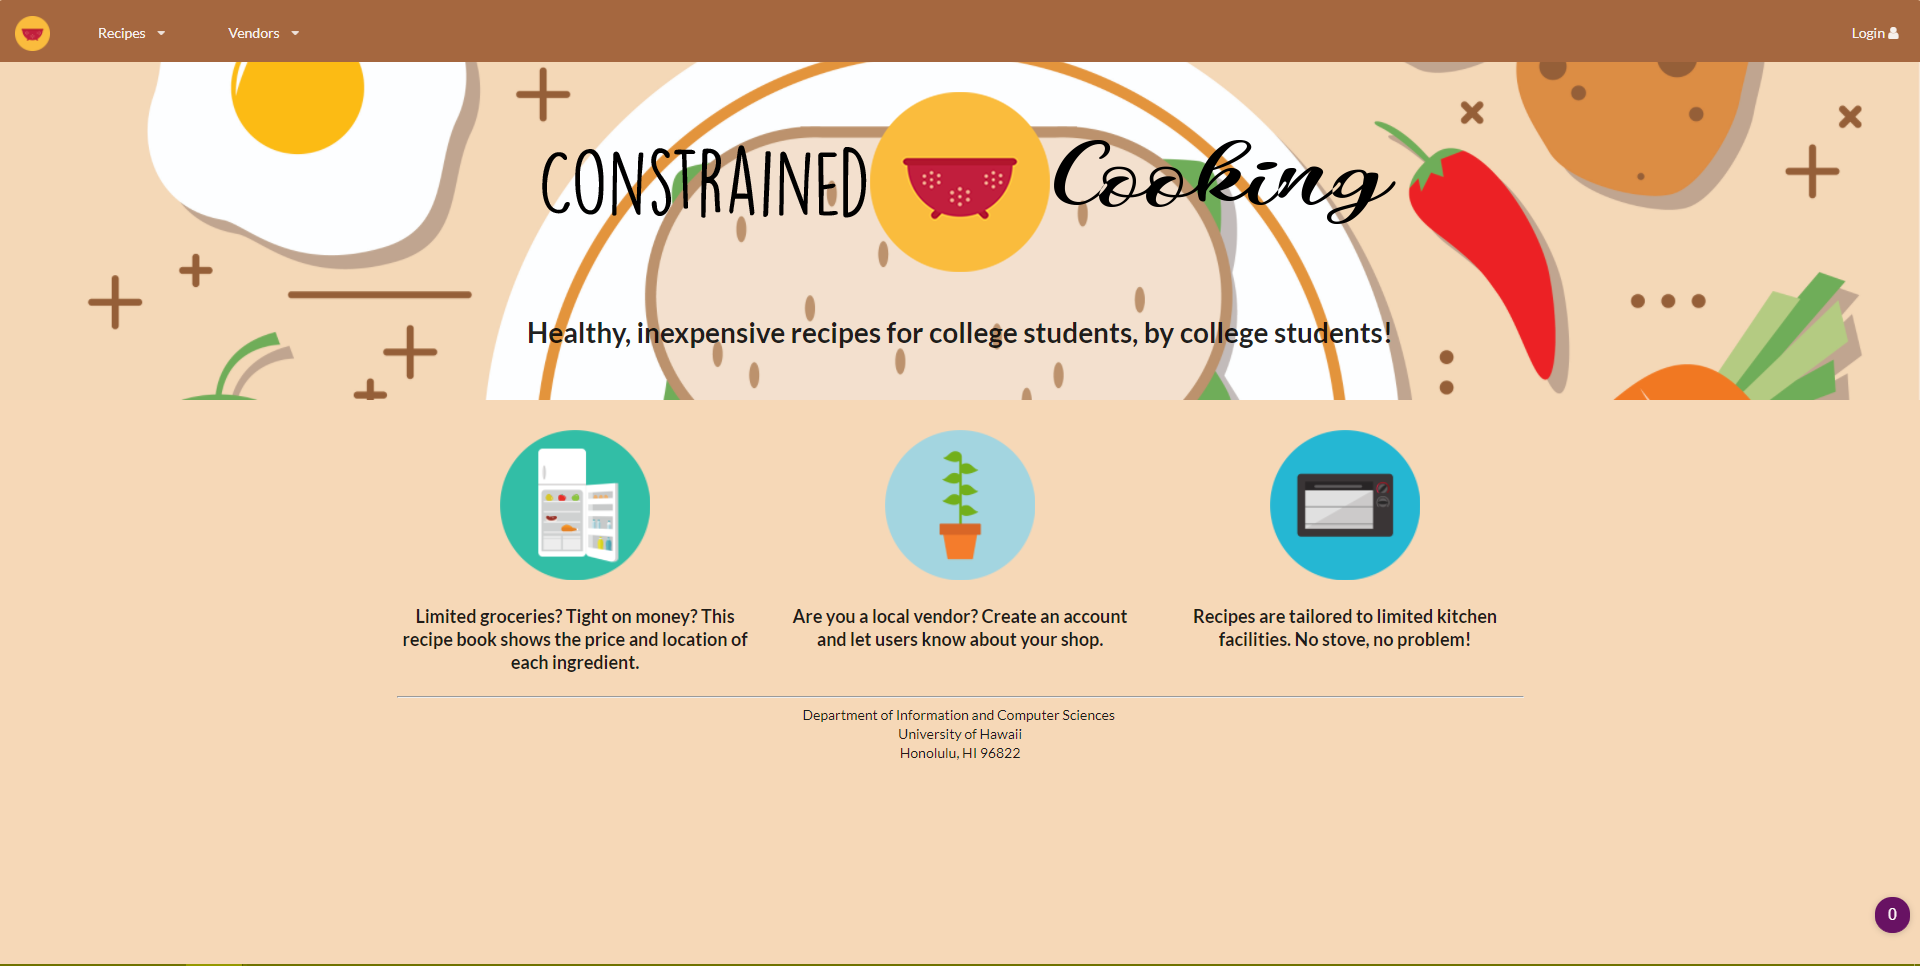 Recipes
Vendors
Login
CONSTRAINED Cooking
Healthy, inexpensive recipes for college students, by college students!
Limited groceries? Tight on money? This
recipe book shows the price and location of
each ingredient.
Are you a local vendor? Create an account
and let users know about your shop.
Recipes are tailored to limited kitchen
facilities. No stove, no problem!
Department of Information and Computer Sciences
University of Hawaii
Honolulu, HI 96822
0